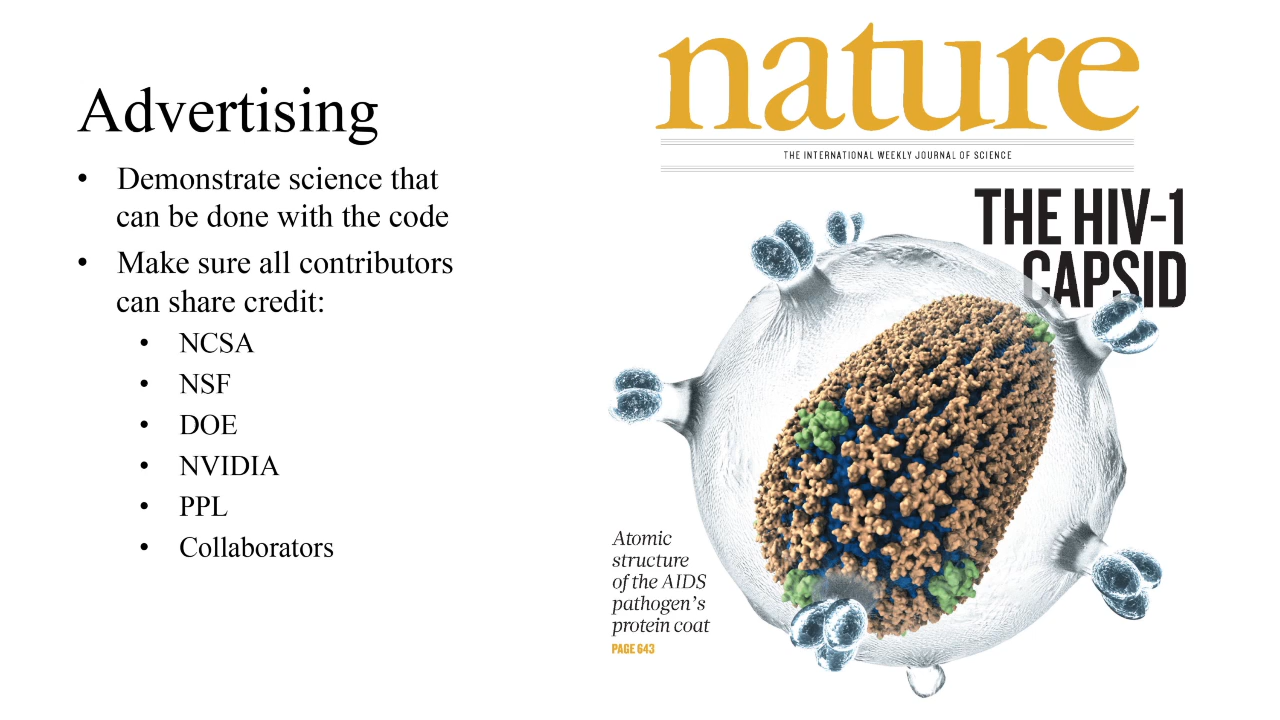 Advertising
• Demonstrate science that
can be done with the code
• Make sure all contributors
can share credit:
• NCSA
• NSF
• DOE
• NVIDIA
• PPL
• Collaborators
nature
THE INTERNATIONAL WEEKLY JOURNAL OF SCIENCE
THE HIV-1
CAPSID
Atomic
structure
of the AIDS
pathogen's
protein coat
PAGE 643